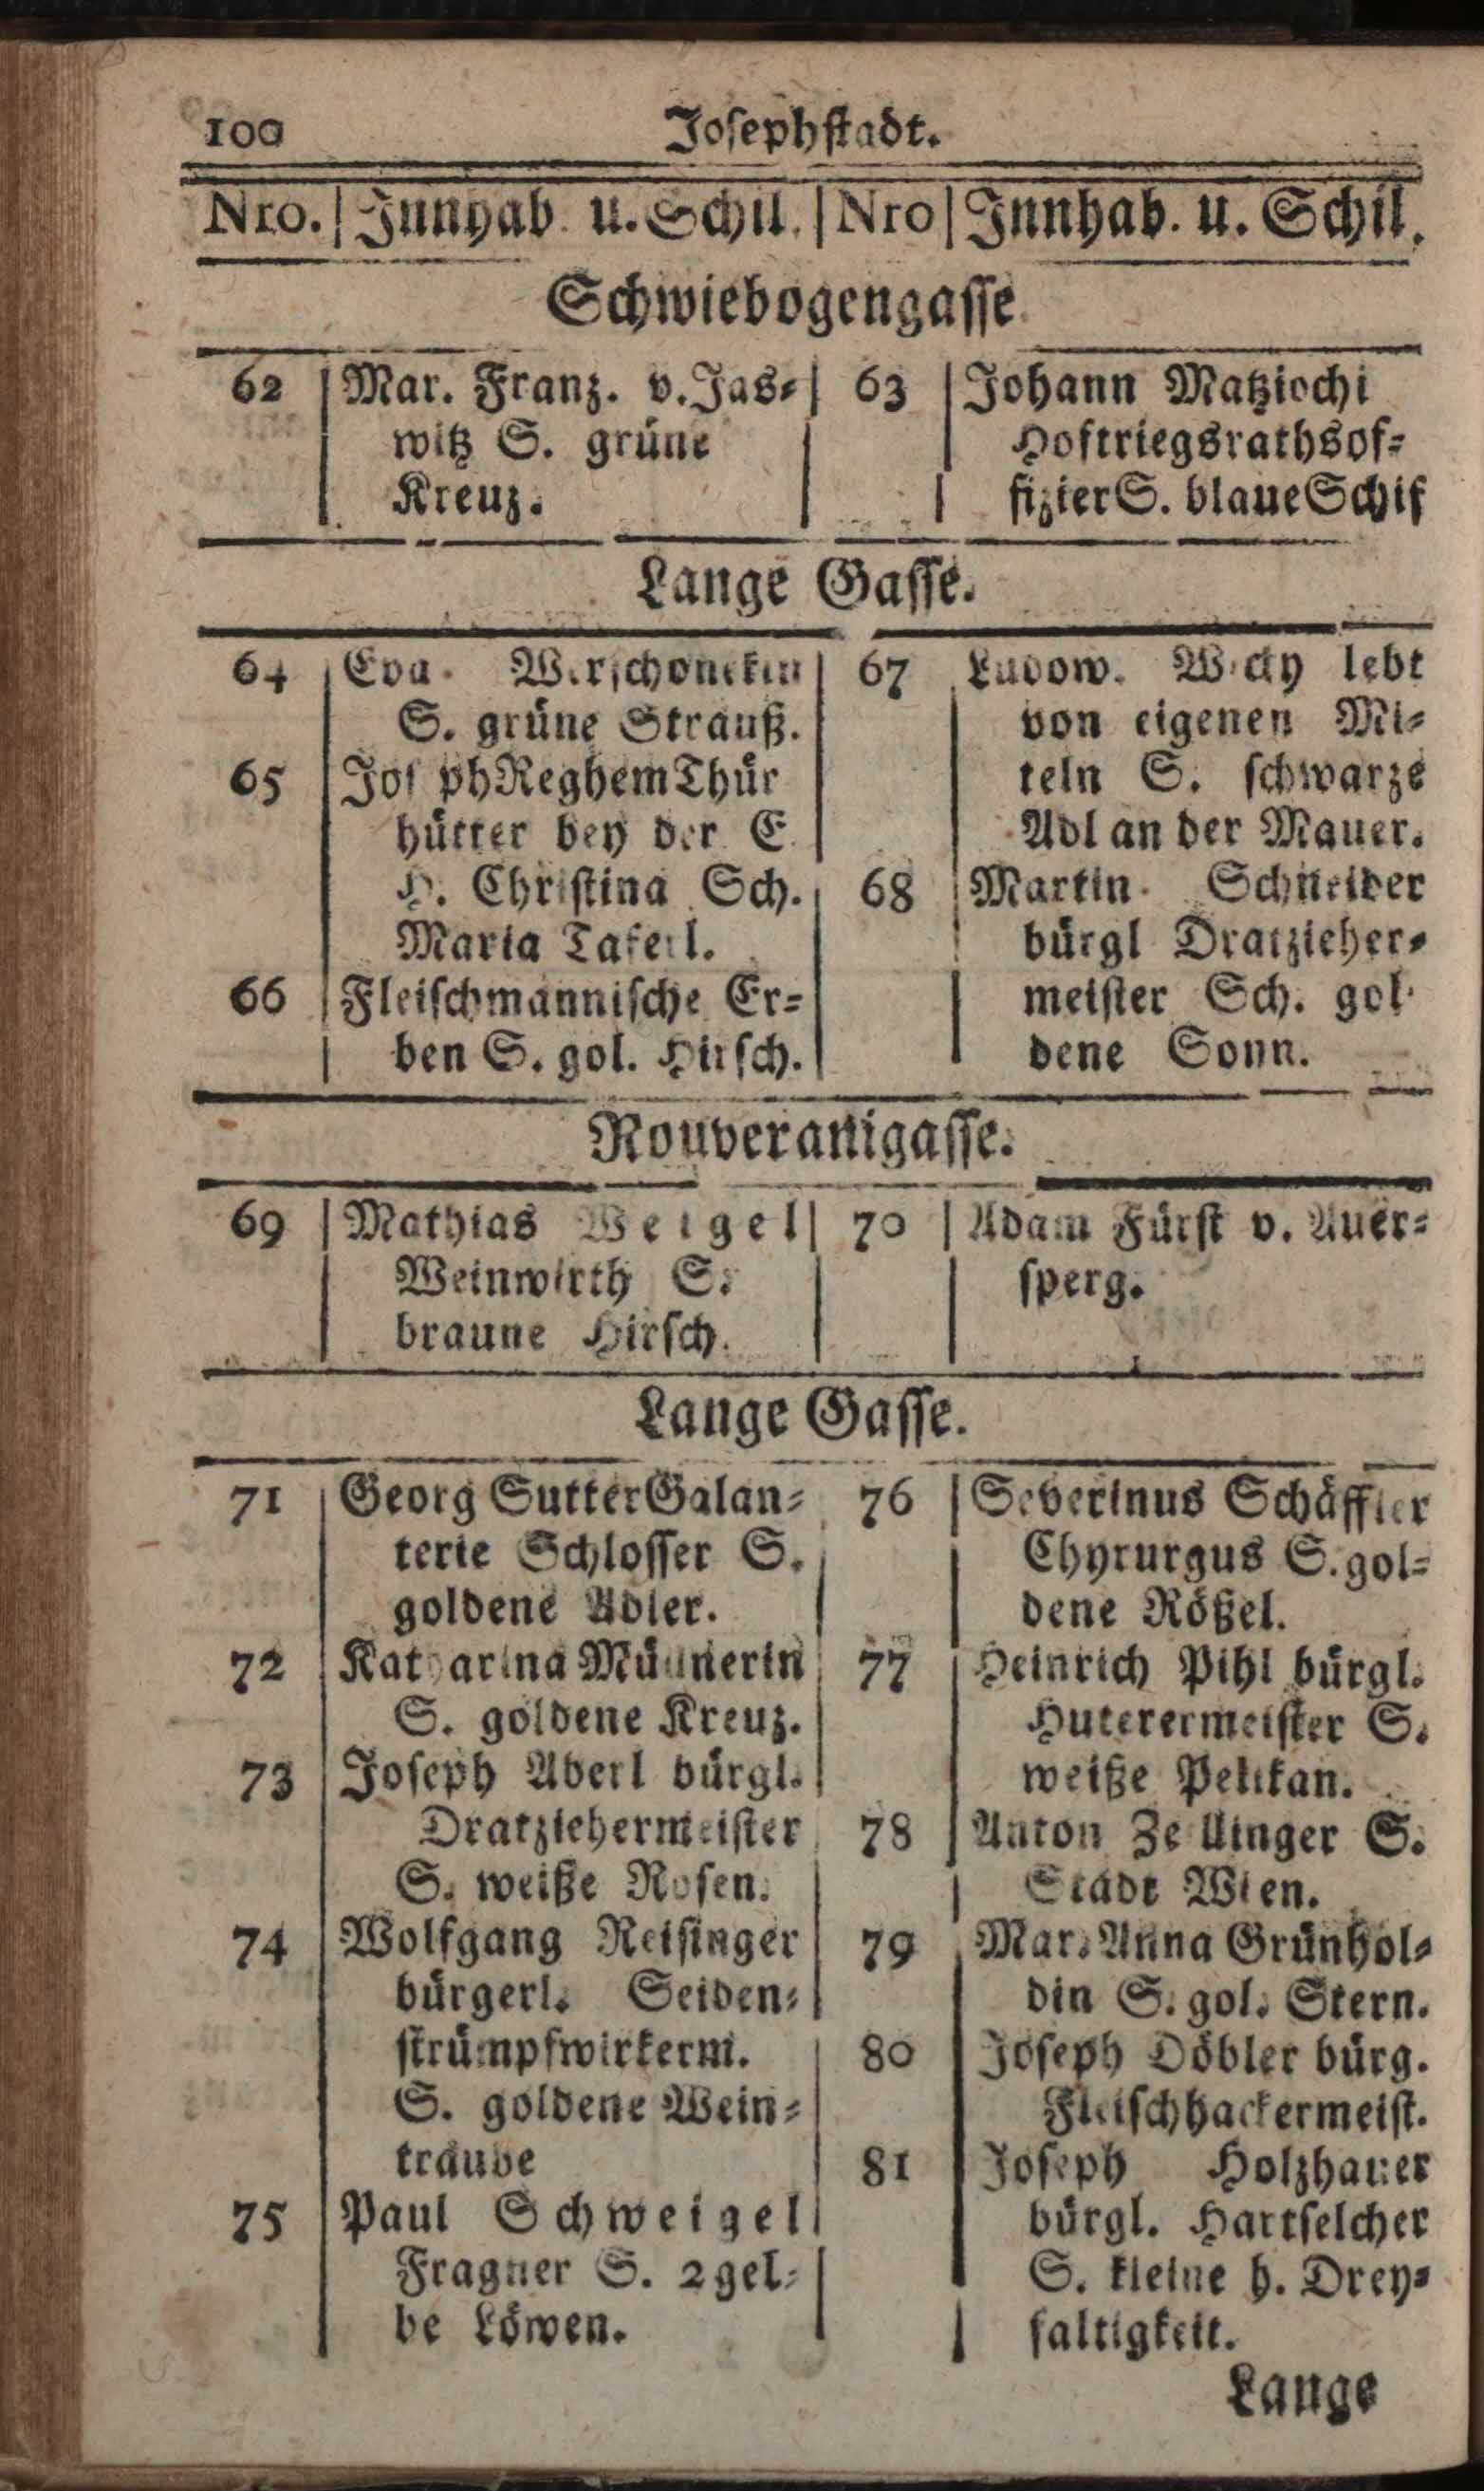 100 Josephstadt.
Nro. Innhab. u. Schil. Nro Innhab. u. Schil.
Schwiebogengasse
62 Mar. Franz. v. Jas-
witz S. grüne
Kreuz.
63 Johann Matziochi
Hofkriegsrathsof-
fizier S. blaue Schif
Lange Gasse.
64 Eva
S. grüne Strauß.
65 Joseph Reghem Thür
hütter bey der E.
H. Christina Sch.
Maria Taferl.
66 Fleischmannische Er-
ben S. gol. Hirsch.
67 Ludow. lebt
von eigenen Mi-
teln S. schwarze
Adl an der Mauer.
68 Martin Schneider
bürgl Dratzieher-
meister Sch. gol-
dene Sonn.
Rouveranigasse.
69 Mathias Weigel
Weinwirth S.
braune Hirsch.
70 Adam Fürst v. Auer-
sperg.
Lange Gasse.
71 Georg Sutter Galan-
terie Schlosser S.
goldene Adler.
72 Katharina Müllnerin
S. goldene Kreuz.
73 Joseph Aberl bürgl.
Dratziehermeister
S. weiße Rosen.
74 Wolfgang Reisinger
bürgerl. Seiden-
strümpfwirkerm.
S. goldene Wein-
traube
75 Paul Schweigel
Fragner S. 2 gel-
be Löwen.
76 Severinus Schäffler
Chyrurgus S. gol-
dene Rößel.
77 Heinrich Pihl bürgl.
Huterermeister S.
weiße Pelikan.
78 Anton Zeilinger S.
Stadt Wien.
79 Mar. Anna Grünhol-
din S. gol. Stern.
80 Joseph Döbler bürg.
Fleischhackermeist.
81 Joseph Holzhauer
bürgl. Hartselcher
S. kleine h. Drey-
faltigkeit.
Lange